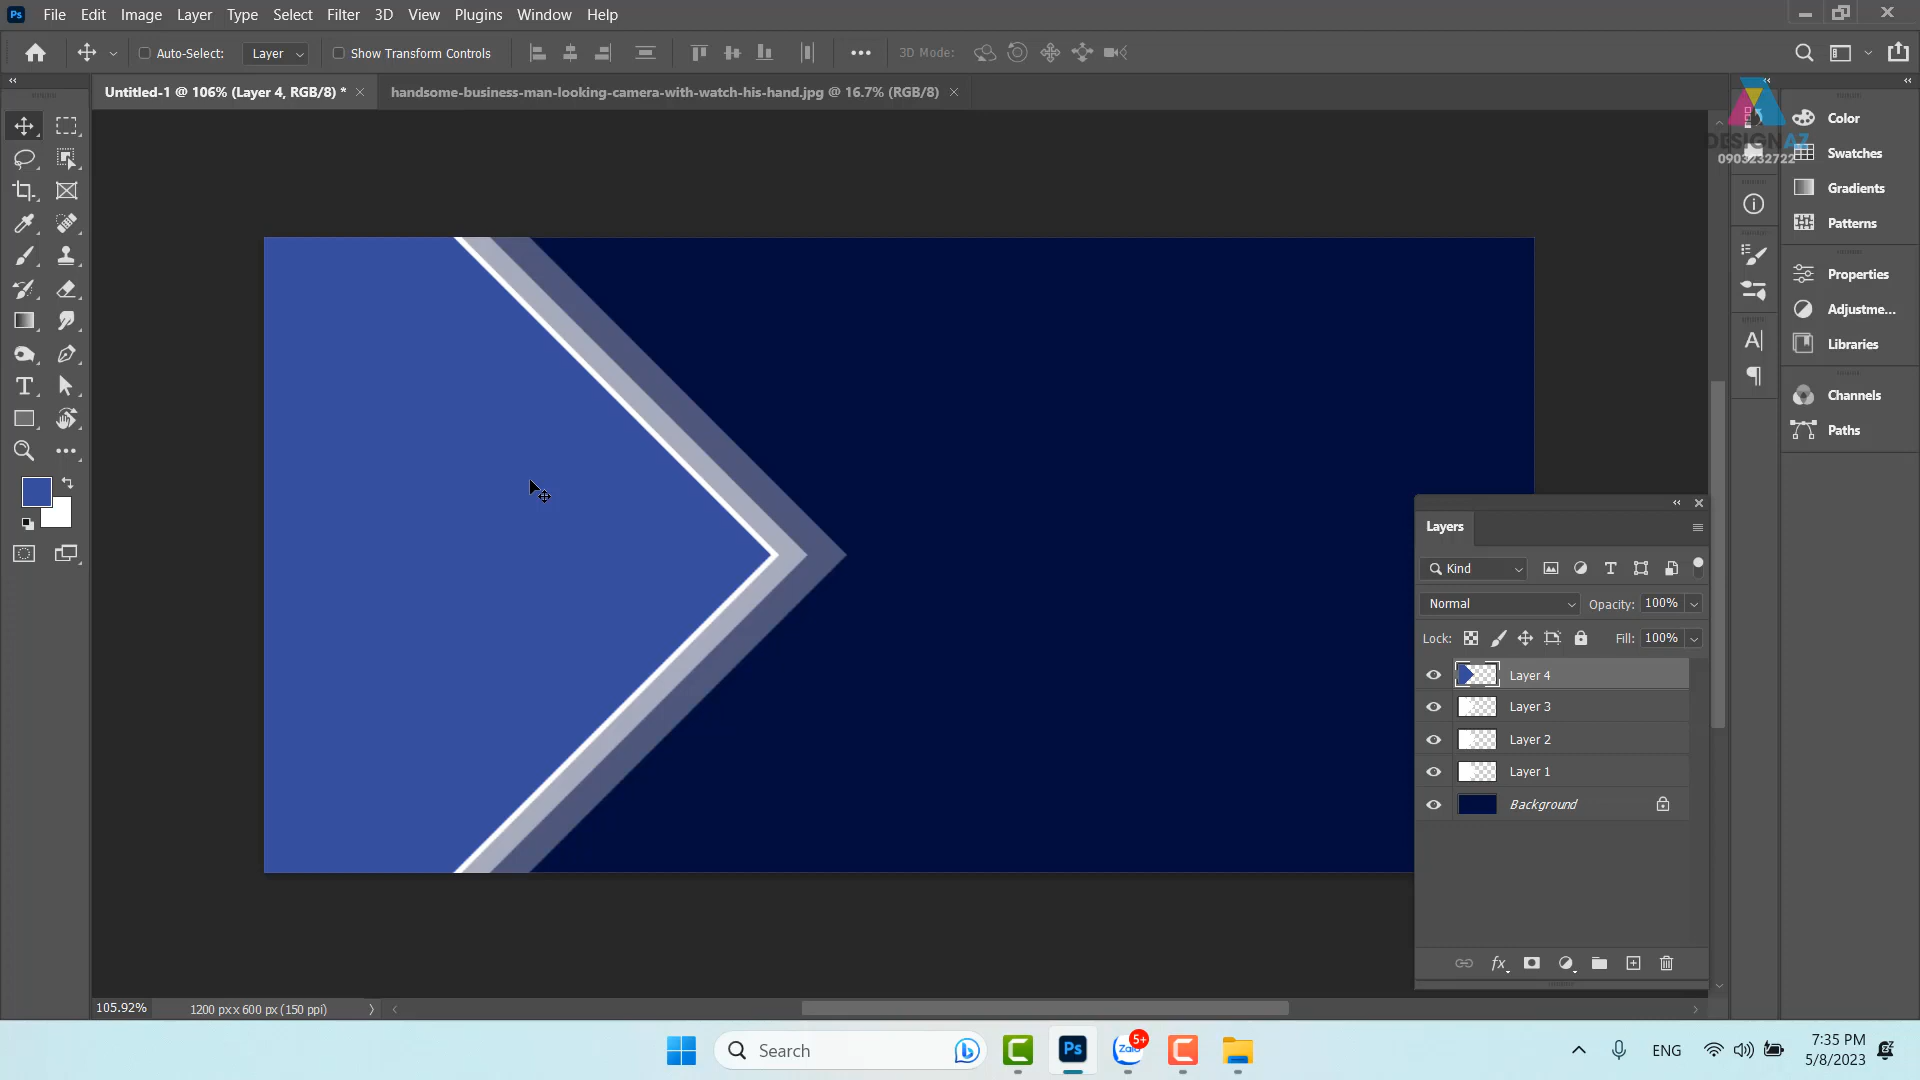 Ps File Edit Image Layer Type Select Filter 3D View Plugins Window Help
Auto-Select: Layer Show Transform Controls 3D Mode:
Untitled-1 @ 106% (Layer 4, RGB/8) * handsome-business-man-looking-camera-with-watch-his-hand.jpg @ 16.7% (RGB/8)
DESIGN AZ
0903232722
Color
Swatches
Gradients
Patterns
Properties
Adjustme...
Libraries
Channels
Paths
Layers
Kind
Normal Opacity: 100%
Lock: Fill: 100%
Layer 4
Layer 3
Layer 2
Layer 1
Background
105.92% 1200 px x 600 px (150 ppi)
Search Ps Zalo 5+ ENG 7:35 PM
5/8/2023